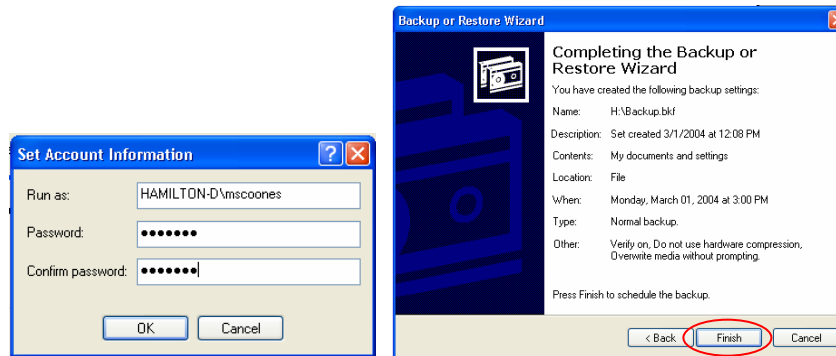 Set Account Information
Run as: HAMILTON-D\mscoones
Password: ●●●●●●●
Confirm password: ●●●●●●●
OK Cancel
Backup or Restore Wizard
Completing the Backup or
Restore Wizard
You have created the following backup settings:
Name: H:\Backup.bkf
Description: Set created 3/1/2004 at 12:08 PM
Contents: My documents and settings
Location: File
When: Monday, March 01, 2004 at 3:00 PM
Type: Normal backup.
Other: Verify on, Do not use hardware compression,
Overwrite media without prompting.
Press Finish to schedule the backup.
< Back Finish Cancel